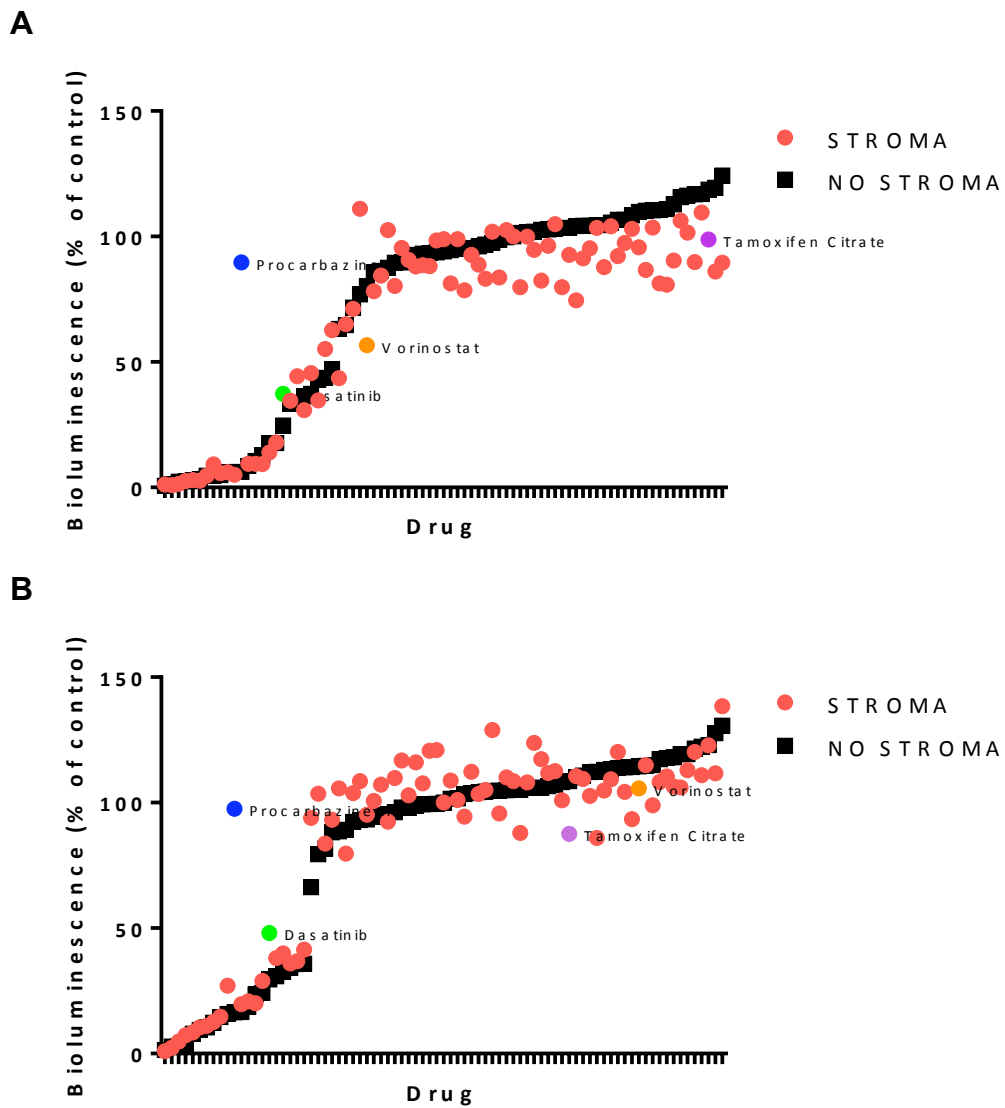 A
Bioluminescence (% of control)
150
100
50
0
STROMA
NO STROMA
Procarbazin
Tamoxifen Citrate
Vorinostat
satinib
Drug
B
Bioluminescence (% of control)
150
100
50
0
STROMA
NO STROMA
Procarbazine
Vorinostat
Tamoxifen Citrate
Dasatinib
Drug